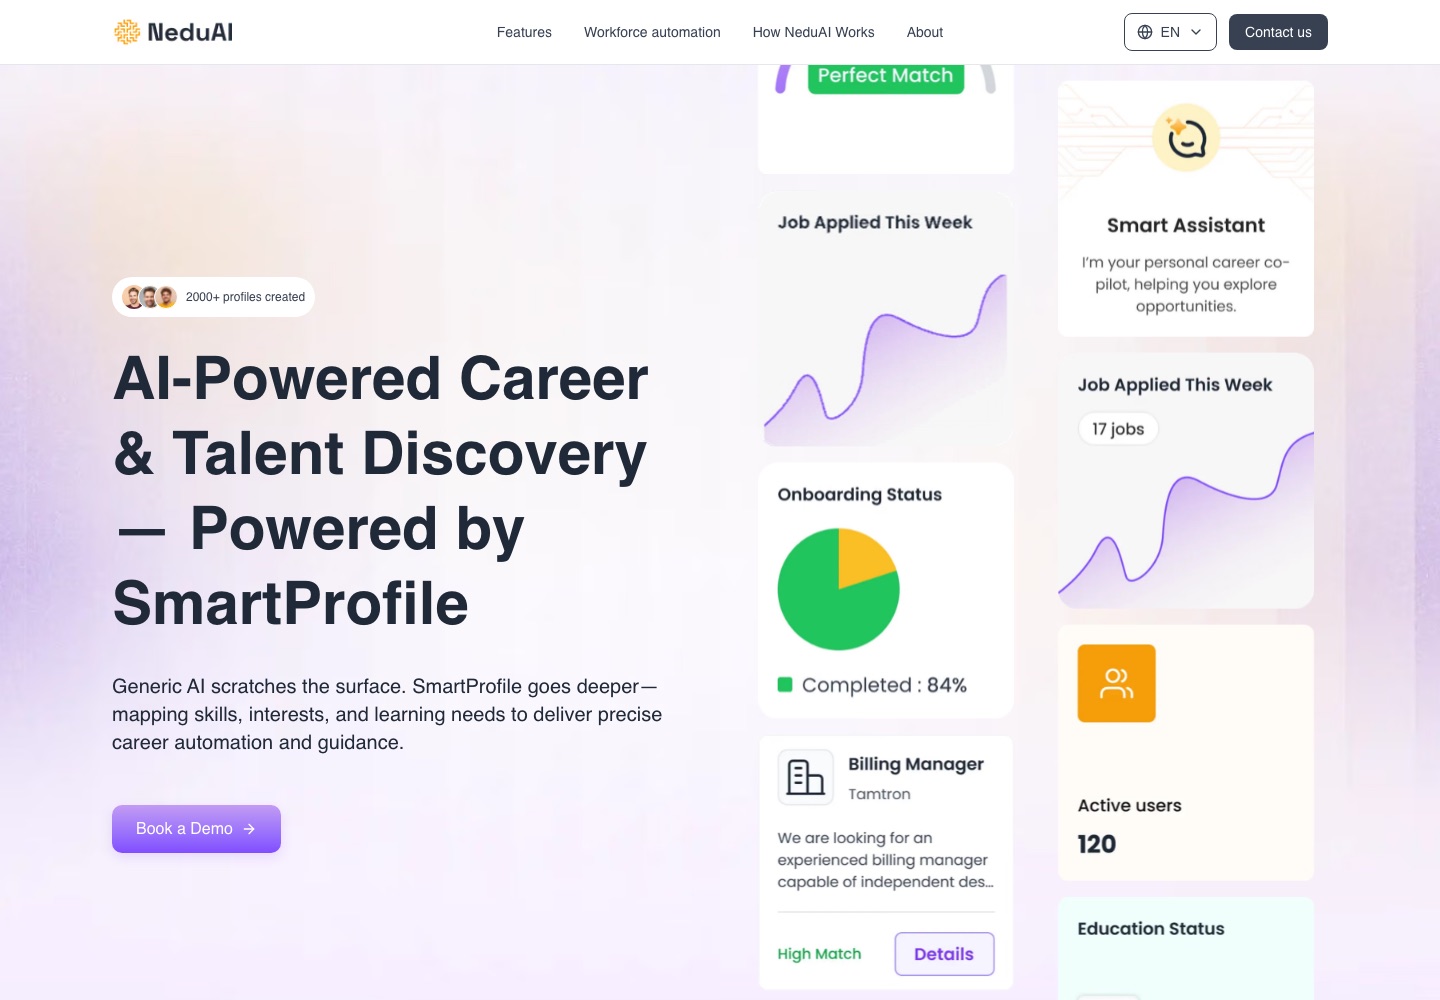 NeduAI
Features
Workforce automation
How NeduAI Works
About
EN
Contact us
2000+ profiles created
AI-Powered Career
& Talent Discovery
— Powered by
SmartProfile
Generic AI scratches the surface. SmartProfile goes deeper—
mapping skills, interests, and learning needs to deliver precise
career automation and guidance.
Book a Demo
Perfect Match
Job Applied This Week
Onboarding Status
Completed : 84%
Billing Manager
Tamtron
We are looking for an
experienced billing manager
capable of independent des...
High Match
Details
Smart Assistant
I'm your personal career co-
pilot, helping you explore
opportunities.
Job Applied This Week
17 jobs
Active users
120
Education Status